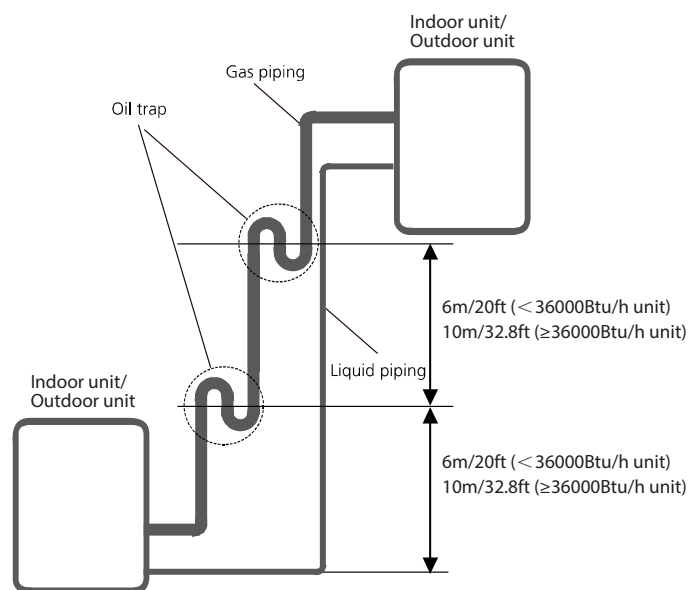 Indoor unit/
Outdoor unit
Gas piping
Oil trap
6m/20ft (＜36000Btu/h unit)
10m/32.8ft (≥36000Btu/h unit)
Liquid piping
Indoor unit/
Outdoor unit
6m/20ft (＜36000Btu/h unit)
10m/32.8ft (≥36000Btu/h unit)